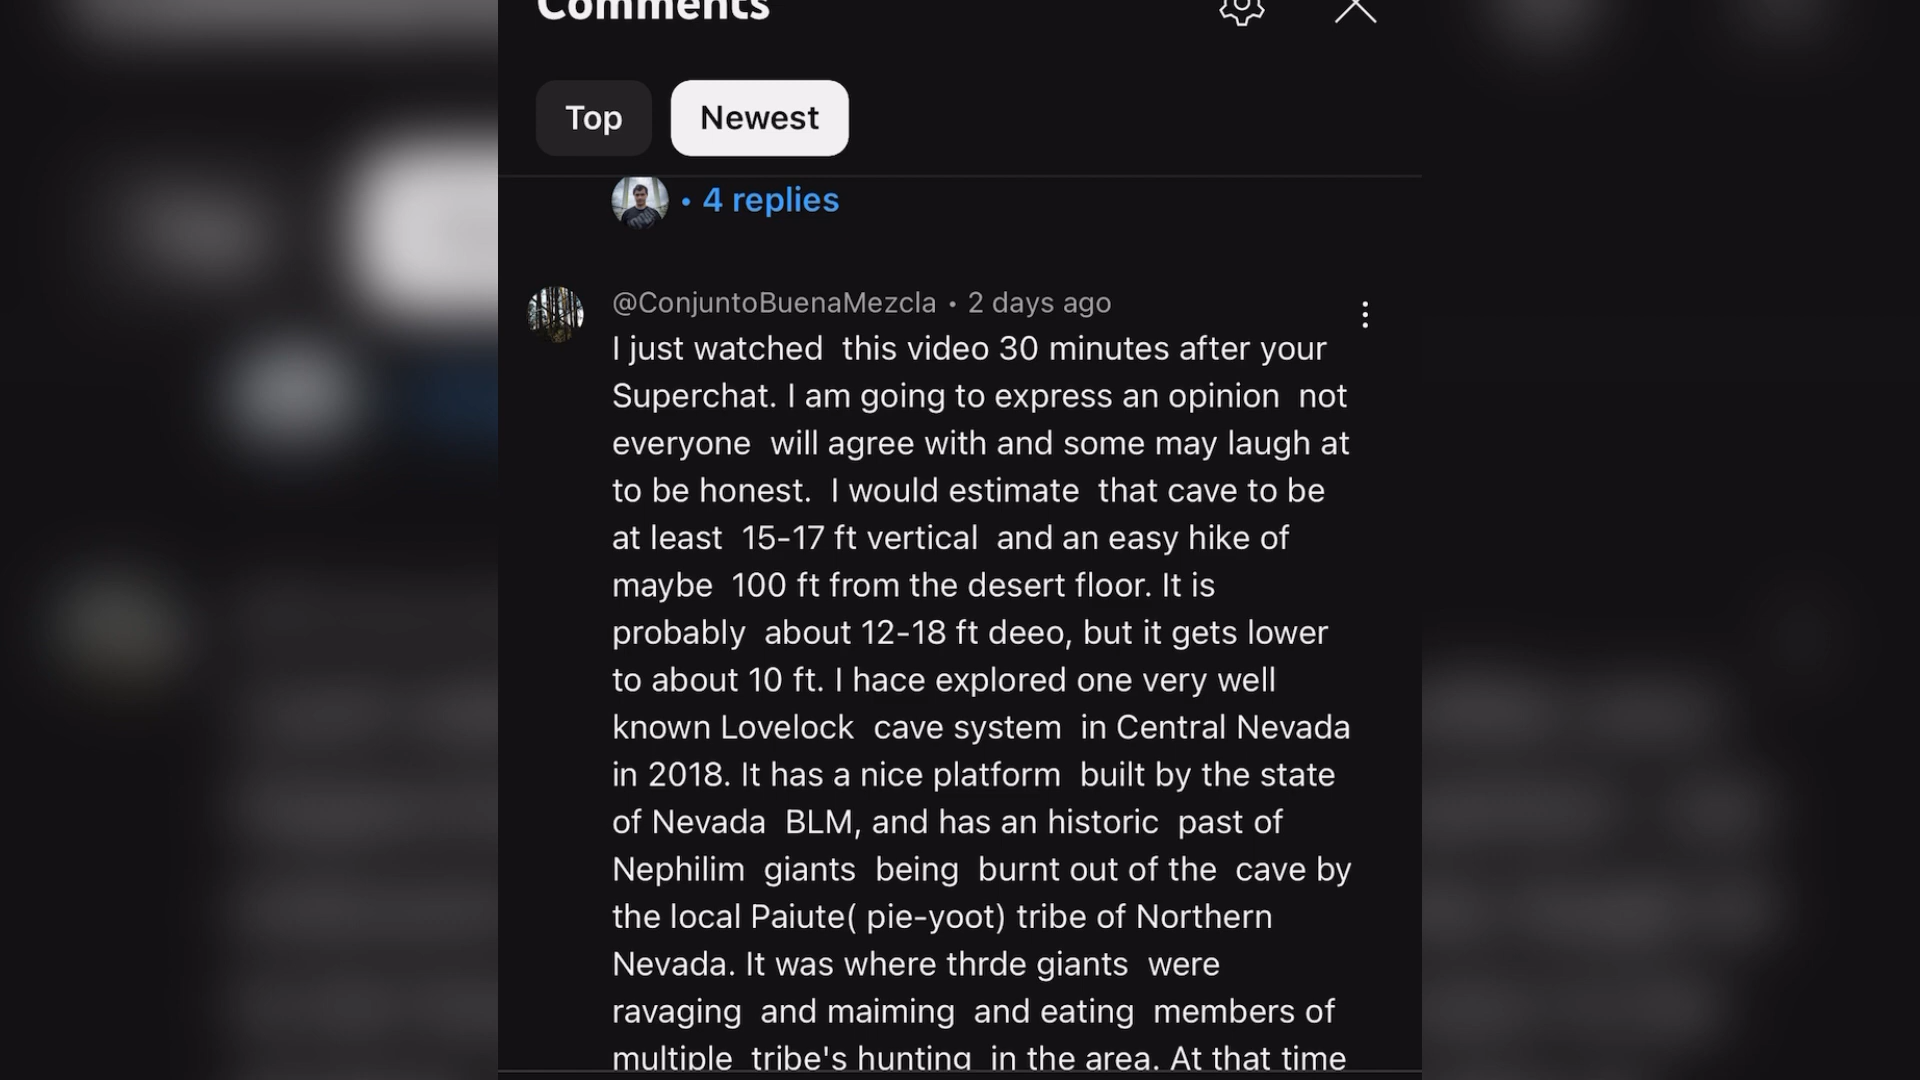 Comments
Top
Newest
• 4 replies
@ConjuntoBuenaMezcla • 2 days ago
I just watched  this video 30 minutes after your
Superchat. I am going to express an opinion  not
everyone  will agree with and some may laugh at
to be honest.  I would estimate  that cave to be
at least  15-17 ft vertical  and an easy hike of
maybe  100 ft from the desert floor. It is
probably  about 12-18 ft deeo, but it gets lower
to about 10 ft. I hace explored one very well
known Lovelock  cave system  in Central Nevada
in 2018. It has a nice platform  built by the state
of Nevada  BLM, and has an historic  past of
Nephilim  giants  being  burnt out of the  cave by
the local Paiute( pie-yoot) tribe of Northern
Nevada. It was where thrde giants  were
ravaging  and maiming  and eating  members of
multiple  tribe's hunting  in the area. At that time